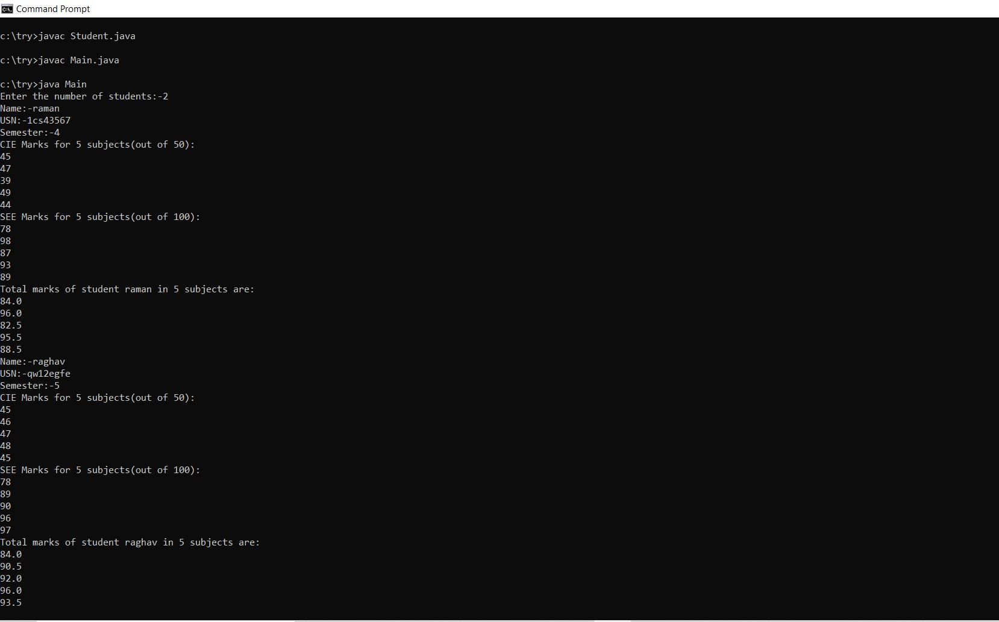 Command Prompt
c:\try>javac Student.java
c:\try>javac Main.java
c:\try>java Main
Enter the number of students:-2
Name:-raman
USN:-1cs43567
Semester:-4
CIE Marks for 5 subjects(out of 50):
45
47
39
49
44
SEE Marks for 5 subjects(out of 100):
78
98
87
93
89
Total marks of student raman in 5 subjects are:
84.0
96.0
82.5
95.5
88.5
Name:-raghav
USN:-qw12egfe
Semester:-5
CIE Marks for 5 subjects(out of 50):
45
46
47
48
45
SEE Marks for 5 subjects(out of 100):
78
89
90
96
97
Total marks of student raghav in 5 subjects are:
84.0
90.5
92.0
96.0
93.5